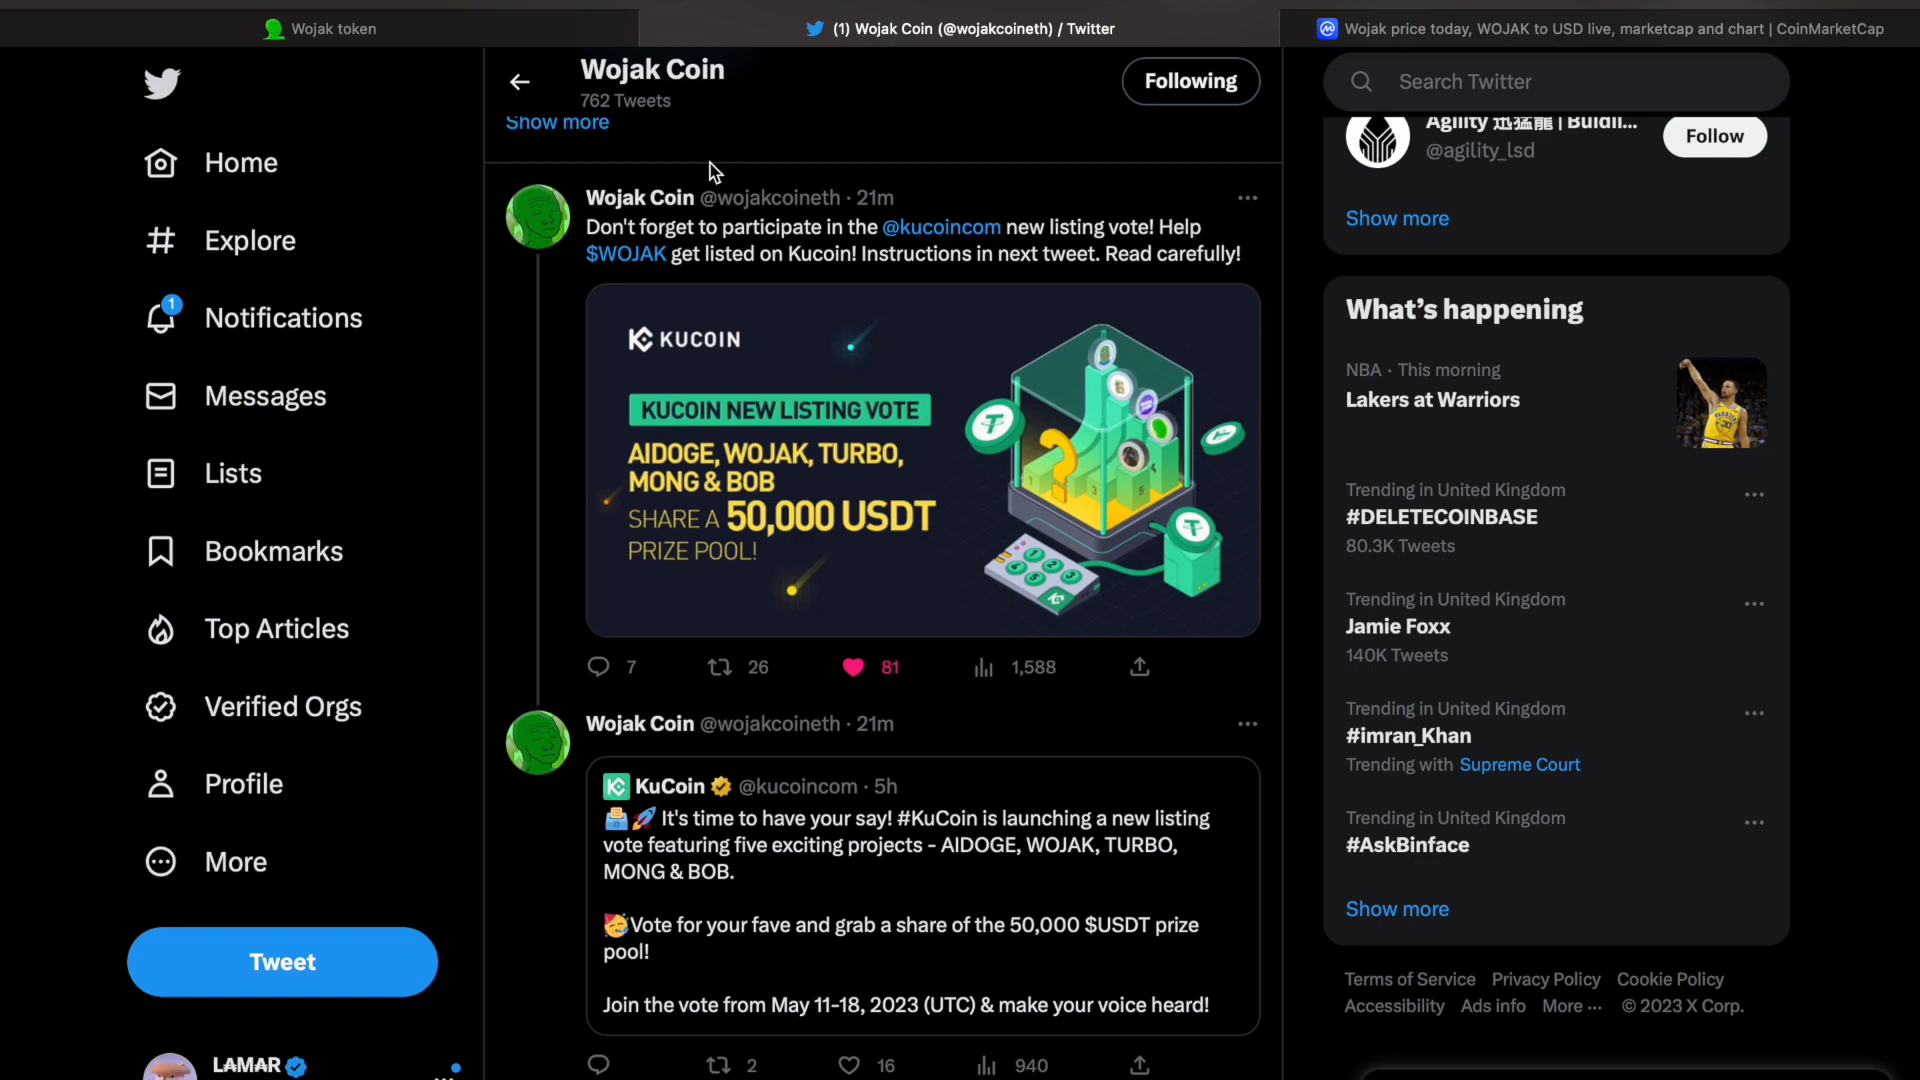 Wojak token
(1) Wojak Coin (@wojakcoineth) / Twitter
Wojak price today, WOJAK to USD live, marketcap and chart | CoinMarketCap
Home
Explore
1
Notifications
Messages
Lists
Bookmarks
Top Articles
Verified Orgs
Profile
More
Tweet
LAMAR
Wojak Coin
762 Tweets
Following
Show more
Wojak Coin @wojakcoineth · 21m
Don't forget to participate in the @kucoincom new listing vote! Help
$WOJAK get listed on Kucoin! Instructions in next tweet. Read carefully!
KUCOIN
KUCOIN NEW LISTING VOTE
AIDOGE, WOJAK, TURBO,
MONG & BOB
SHARE A 50,000 USDT
PRIZE POOL!
7 26 81 1,588
Wojak Coin @wojakcoineth · 21m
KuCoin @kucoincom · 5h
It's time to have your say! #KuCoin is launching a new listing
vote featuring five exciting projects - AIDOGE, WOJAK, TURBO,
MONG & BOB.
Vote for your fave and grab a share of the 50,000 $USDT prize
pool!
Join the vote from May 11-18, 2023 (UTC) & make your voice heard!
2 16 940
Search Twitter
Agility 迅猛龍 | Buidli...
@agility_lsd
Follow
Show more
What's happening
NBA · This morning
Lakers at Warriors
Trending in United Kingdom
#DELETECOINBASE
80.3K Tweets
Trending in United Kingdom
Jamie Foxx
140K Tweets
Trending in United Kingdom
#imran_Khan
Trending with Supreme Court
Trending in United Kingdom
#AskBinface
Show more
Terms of Service Privacy Policy Cookie Policy
Accessibility Ads info More ··· © 2023 X Corp.